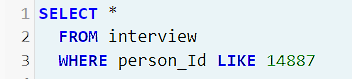 1 SELECT *
2 FROM interview
3 WHERE person_Id LIKE 14887